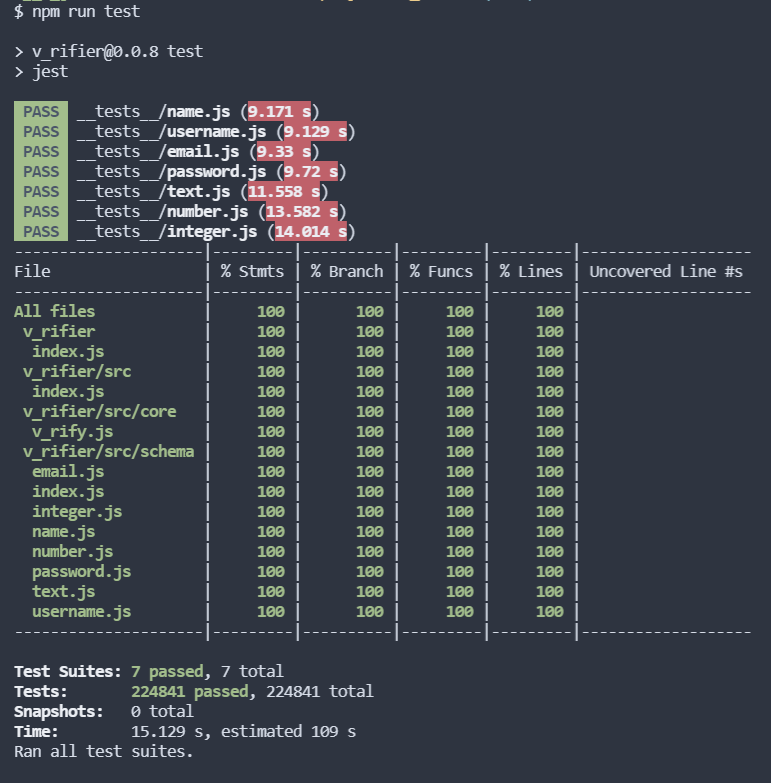 $ npm run test
> v_rifier@0.0.8 test
> jest
PASS __tests__/name.js (9.171 s)
PASS __tests__/username.js (9.129 s)
PASS __tests__/email.js (9.33 s)
PASS __tests__/password.js (9.72 s)
PASS __tests__/text.js (11.558 s)
PASS __tests__/number.js (13.582 s)
PASS __tests__/integer.js (14.014 s)
---------------------|---------|----------|---------|---------|-------------------
File                 | % Stmts | % Branch | % Funcs | % Lines | Uncovered Line #s
---------------------|---------|----------|---------|---------|-------------------
All files            |     100 |      100 |     100 |     100 |
 v_rifier            |     100 |      100 |     100 |     100 |
  index.js           |     100 |      100 |     100 |     100 |
 v_rifier/src        |     100 |      100 |     100 |     100 |
  index.js           |     100 |      100 |     100 |     100 |
 v_rifier/src/core   |     100 |      100 |     100 |     100 |
  v_rify.js          |     100 |      100 |     100 |     100 |
 v_rifier/src/schema |     100 |      100 |     100 |     100 |
  email.js           |     100 |      100 |     100 |     100 |
  index.js           |     100 |      100 |     100 |     100 |
  integer.js         |     100 |      100 |     100 |     100 |
  name.js            |     100 |      100 |     100 |     100 |
  number.js          |     100 |      100 |     100 |     100 |
  password.js        |     100 |      100 |     100 |     100 |
  text.js            |     100 |      100 |     100 |     100 |
  username.js        |     100 |      100 |     100 |     100 |
---------------------|---------|----------|---------|---------|-------------------
Test Suites: 7 passed, 7 total
Tests:       224841 passed, 224841 total
Snapshots:   0 total
Time:        15.129 s, estimated 109 s
Ran all test suites.